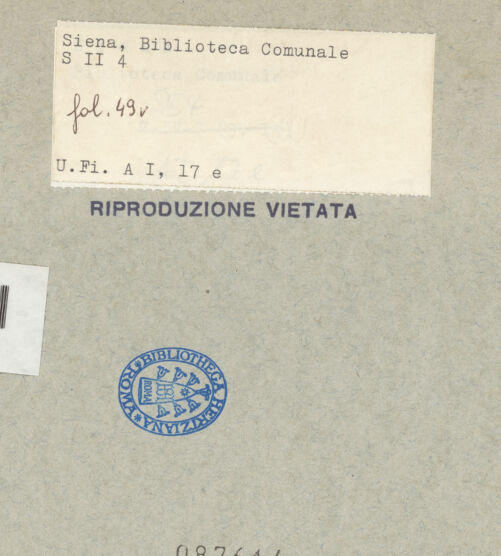 Siena, Biblioteca Comunale
S II 4
fol. 49v
U.Fi. A I, 17 e
RIPRODUZIONE VIETATA
BIBLIOTHECA HERTZIANA ROMA